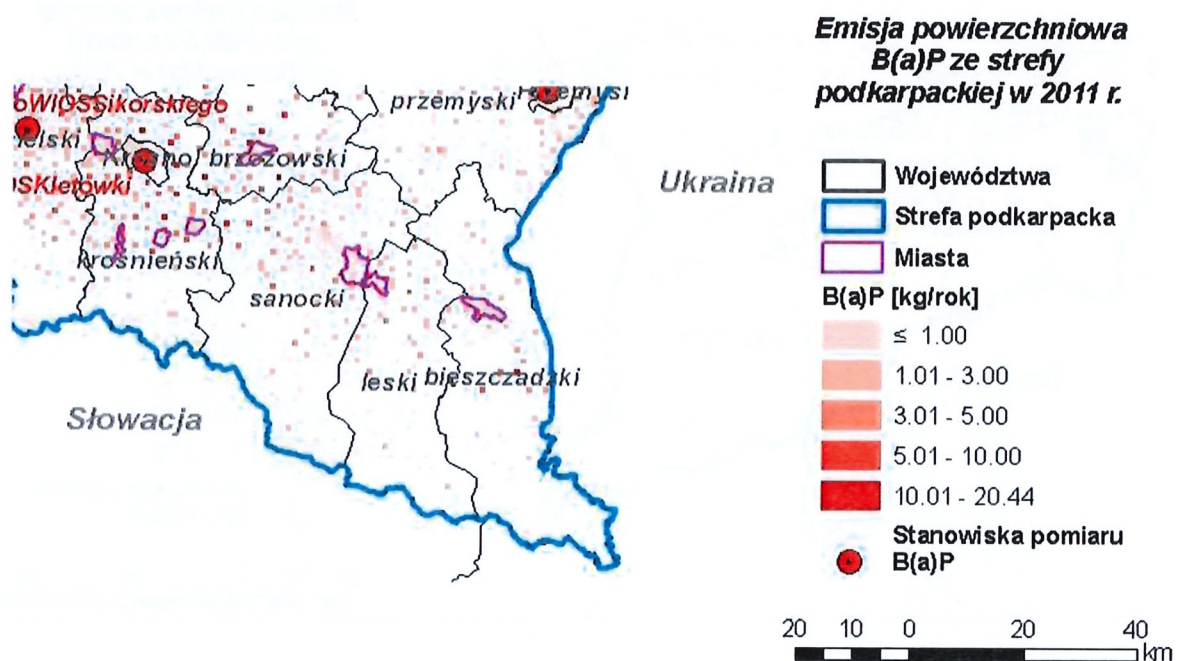 Emisja powierzchniowa
B(a)P ze strefy
podkarpackiej w 2011 r.
Województwa
Strefa podkarpacka
Miasta
B(a)P [kg/rok]
≤ 1.00
1.01 - 3.00
3.01 - 5.00
5.01 - 10.00
10.01 - 20.44
Stanowiska pomiaru
B(a)P
20 10 0 20 40
km
przemyski
brzozowski
Ukraina
krośnieński
sanocki
leski bieszczadzki
Słowacja